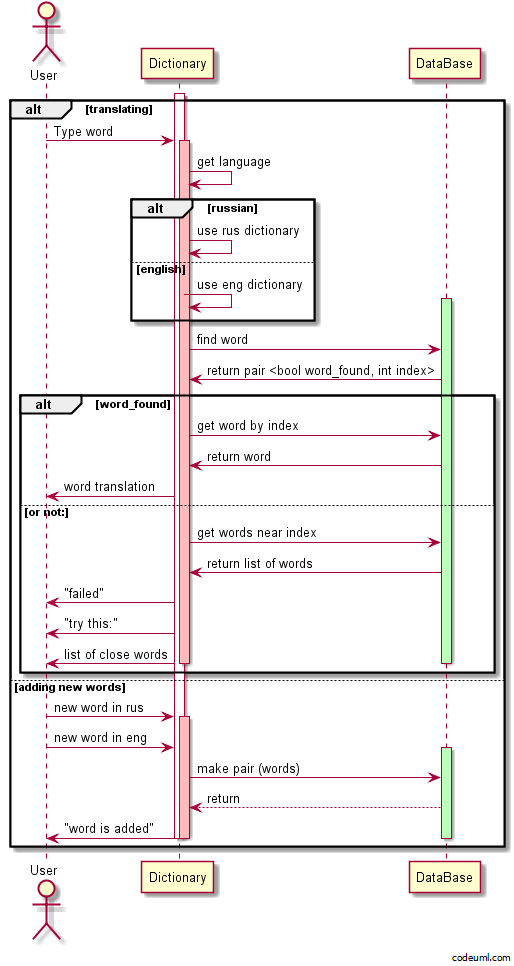 User
Dictionary
DataBase
alt [translating]
Type word
get language
alt [russian]
use rus dictionary
[english]
use eng dictionary
find word
return pair <bool word_found, int index>
alt [word_found]
get word by index
return word
word translation
[or not:]
get words near index
return list of words
"failed"
"try this:"
list of close words
[adding new words]
new word in rus
new word in eng
make pair (words)
return
"word is added"
User
Dictionary
DataBase
codeuml.com